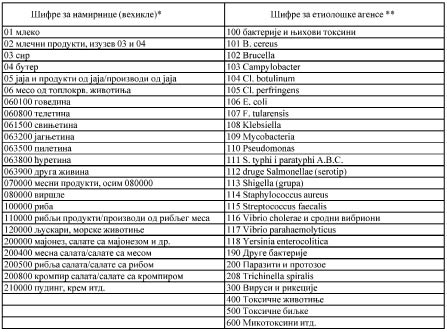 Шифре за намирнице (вехикле)* Шифре за етиолошке агенсе **
01 млеко 100 бактерије и њихови токсини
02 млечни продукти, изузев 03 и 04 101 B. cereus
03 сир 102 Brucella
04 бутер 103 Campylobacter
05 јаја и продукти од јаја/производи од јаја 104 Cl. botulinum
06 месо од топлокрв. животиња 105 Cl. perfringens
060100 говедина 106 E. coli
060800 телетина 107 F. tularensis
061500 свињетина 108 Klebsiella
063200 јагњетина 109 Mycobacteria
063500 пилетина 110 Pseudomonas
063800 ћуретина 111 S. typhi i paratyphi A.B.C.
063900 друга живина 112 druge Salmonellae (serotip)
070000 месни продукти, осим 080000 113 Shigella (grupa)
080000 виршле 114 Staphylococcus aureus
100000 риба 115 Streptococcus faecalis
110000 рибљи продукти/производи од рибљег меса 116 Vibrio cholerae и сродни вибриони
120000 љускари, морске животиње 117 Vibrio parahaemolyticus
200000 мајонез, салате са мајонезом и др. 118 Yersinia enterocolitica
200400 месна салата/салате са месом 190 Друге бактерије
200500 рибља салата/салате са рибом 200 Паразити и протозое
200800 кромпир салата/салате са кромпиром 208 Trichinella spiralis
210000 пудинг, крем итд. 300 Вируси и рикеције
400 Токсичне животиње
500 Токсичне биљке
600 Микотоксини итд.